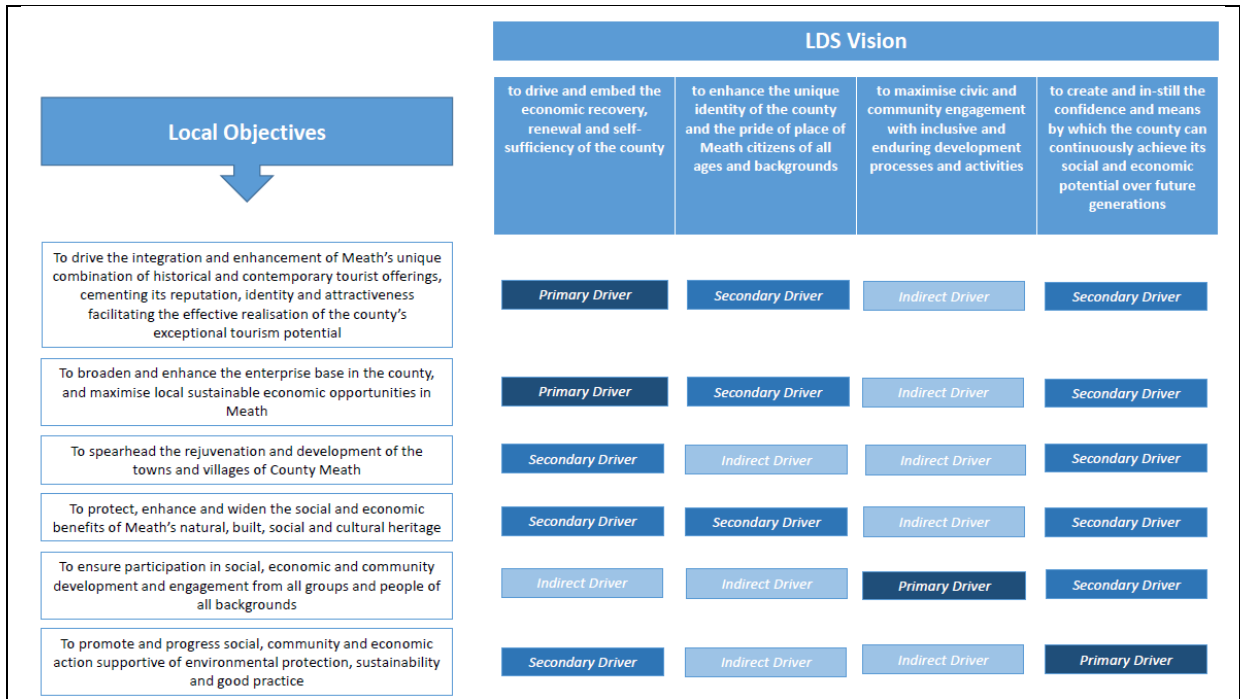 LDS Vision
Local Objectives
to drive and embed the
economic recovery,
renewal and self-
sufficiency of the county
to enhance the unique
identity of the county
and the pride of place of
Meath citizens of all
ages and backgrounds
to maximise civic and
community engagement
with inclusive and
enduring development
processes and activities
to create and in-still the
confidence and means
by which the county can
continuously achieve its
social and economic
potential over future
generations
To drive the integration and enhancement of Meath's unique
combination of historical and contemporary tourist offerings,
cementing its reputation, identity and attractiveness
facilitating the effective realisation of the county's
exceptional tourism potential
Primary Driver
Secondary Driver
Indirect Driver
Secondary Driver
To broaden and enhance the enterprise base in the county,
and maximise local sustainable economic opportunities in
Meath
Primary Driver
Secondary Driver
Indirect Driver
Secondary Driver
To spearhead the rejuvenation and development of the
towns and villages of County Meath
Secondary Driver
Indirect Driver
Indirect Driver
Secondary Driver
To protect, enhance and widen the social and economic
benefits of Meath's natural, built, social and cultural heritage
Secondary Driver
Secondary Driver
Indirect Driver
Secondary Driver
To ensure participation in social, economic and community
development and engagement from all groups and people of
all backgrounds
Indirect Driver
Indirect Driver
Primary Driver
Secondary Driver
To promote and progress social, community and economic
action supportive of environmental protection, sustainability
and good practice
Secondary Driver
Indirect Driver
Indirect Driver
Primary Driver